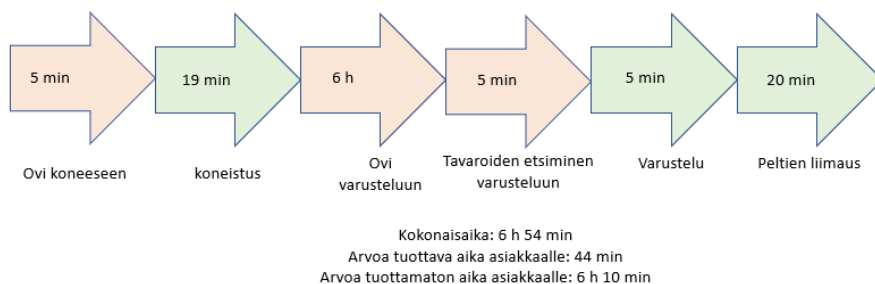 5 min
19 min
6 h
5 min
5 min
20 min
Ovi koneeseen
koneistus
Ovi
varusteluun
Tavaroiden etsiminen
varusteluun
Varustelu
Peltien liimaus
Kokonaisaika: 6 h 54 min
Arvoa tuottava aika asiakkaalle: 44 min
Arvoa tuottamaton aika asiakkaalle: 6 h 10 min